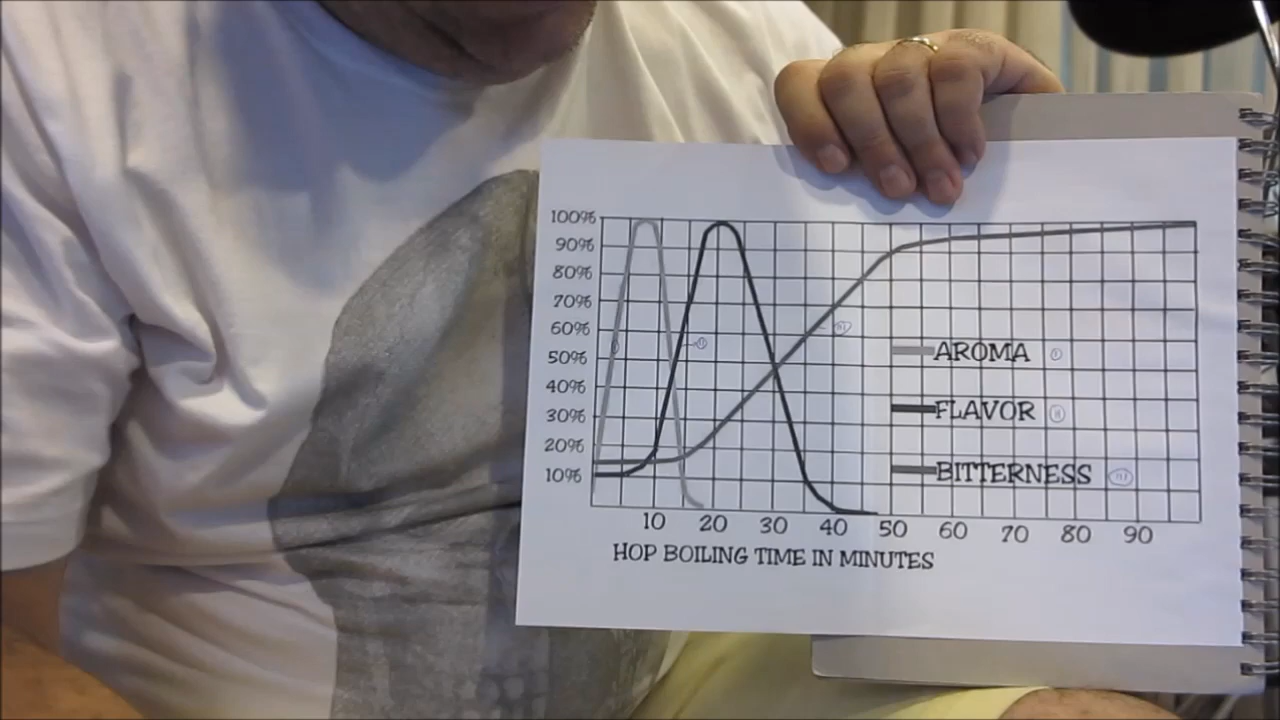 100%
90%
80%
70%
60%
50%
40%
30%
20%
10%
AROMA
FLAVOR
BITTERNESS
10 20 30 40 50 60 70 80 90
HOP BOILING TIME IN MINUTES